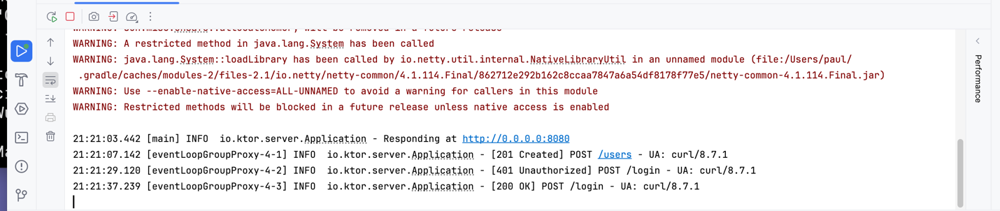 WARNING: A restricted method in java.lang.System has been called
WARNING: java.lang.System::loadLibrary has been called by io.netty.util.internal.NativeLibraryUtil in an unnamed module (file:/Users/paul/
.gradle/caches/modules-2/files-2.1/io.netty/netty-common/4.1.114.Final/862712e292b162c8ccaa7847a6a54df8178f77e5/netty-common-4.1.114.Final.jar)
WARNING: Use --enable-native-access=ALL-UNNAMED to avoid a warning for callers in this module
WARNING: Restricted methods will be blocked in a future release unless native access is enabled
21:21:03.442 [main] INFO  io.ktor.server.Application - Responding at http://0.0.0.0:8080
21:21:07.142 [eventLoopGroupProxy-4-1] INFO  io.ktor.server.Application - [201 Created] POST /users - UA: curl/8.7.1
21:21:29.120 [eventLoopGroupProxy-4-2] INFO  io.ktor.server.Application - [401 Unauthorized] POST /login - UA: curl/8.7.1
21:21:37.239 [eventLoopGroupProxy-4-3] INFO  io.ktor.server.Application - [200 OK] POST /login - UA: curl/8.7.1
Performance